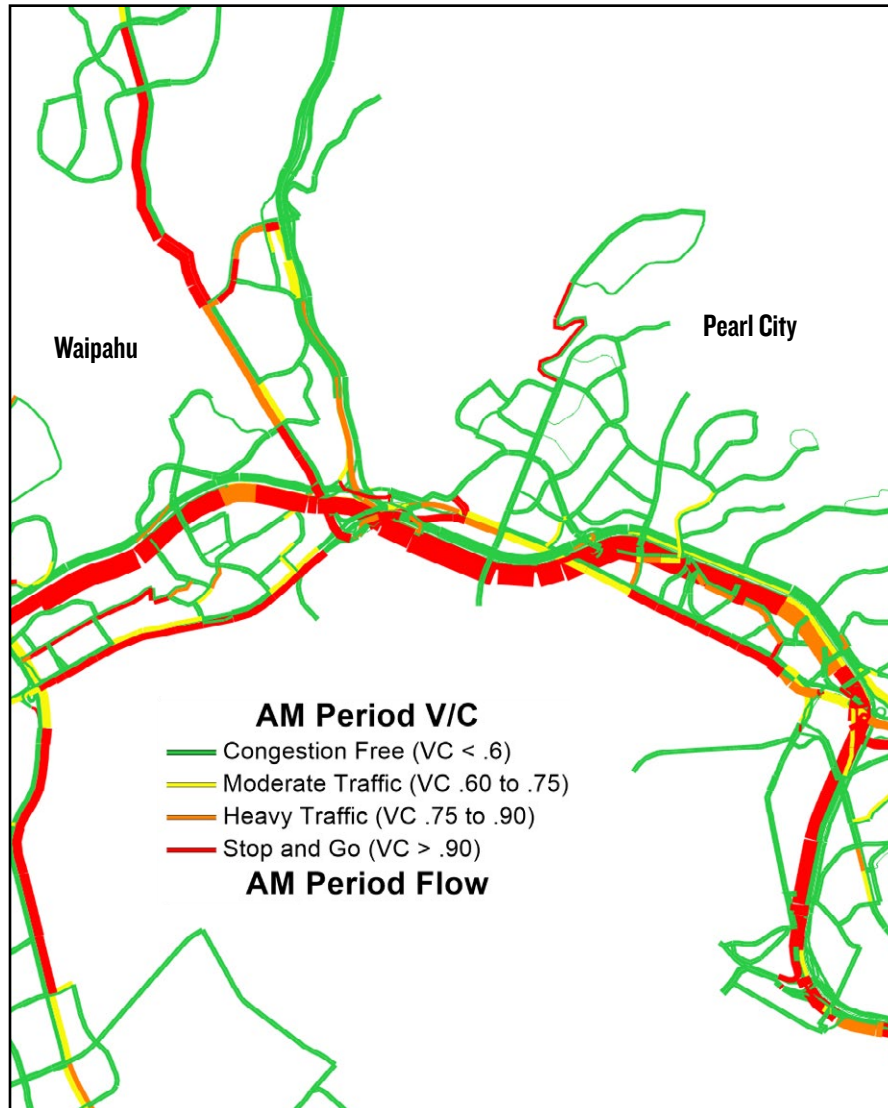 Waipahu
Pearl City
AM Period V/C
Congestion Free (VC < .6)
Moderate Traffic (VC .60 to .75)
Heavy Traffic (VC .75 to .90)
Stop and Go (VC > .90)
AM Period Flow